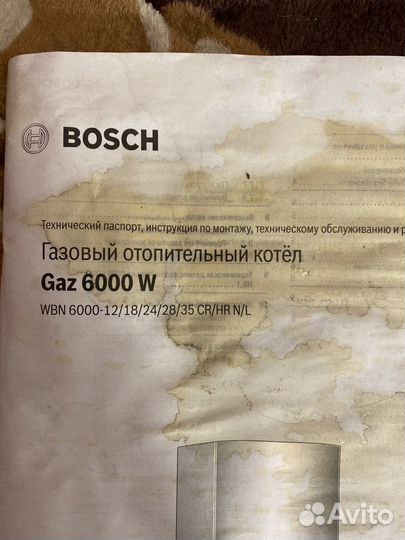 BOSCH
Технический паспорт, инструкция по монтажу, техническому обслуживанию и р
Газовый отопительный котёл
Gaz 6000 W
WBN 6000-12/18/24/28/35 CR/HR N/L
Avito